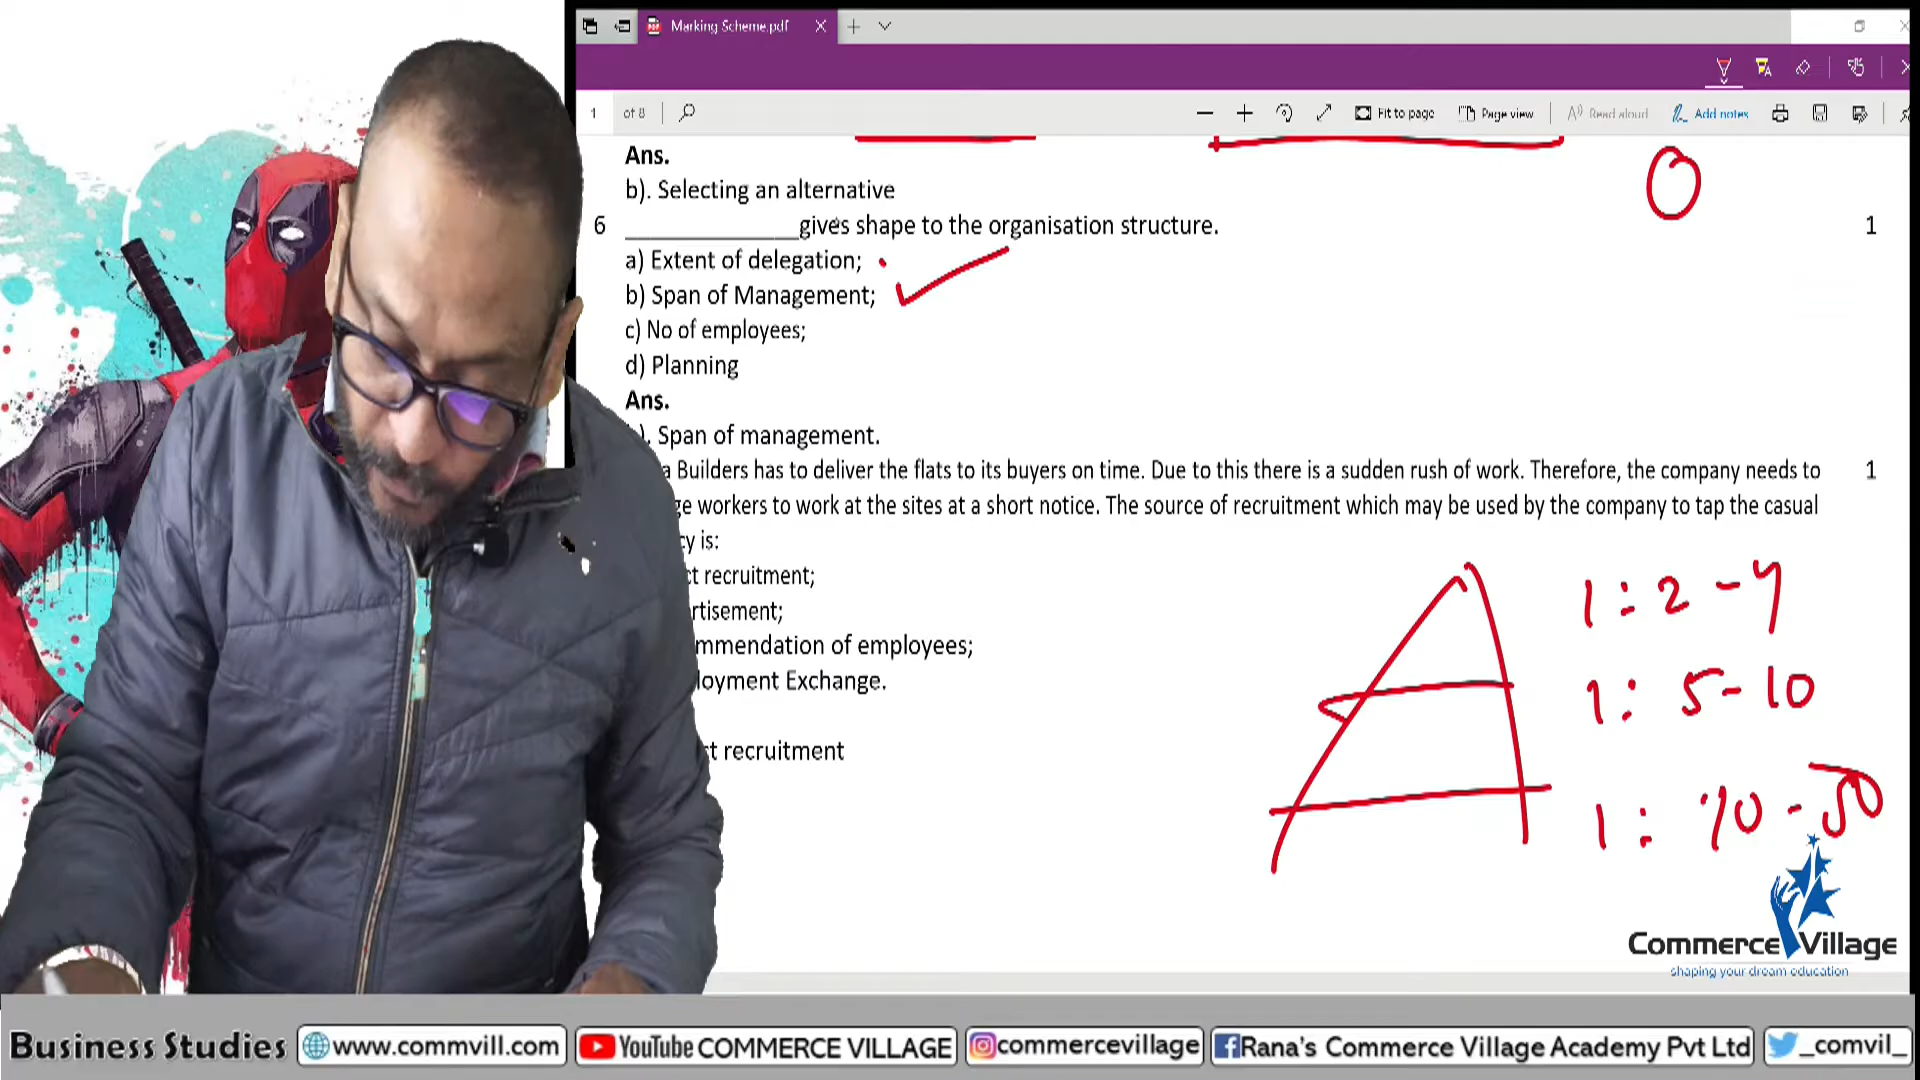 Marking Scheme.pdf
1 of 8
Fit to page
Page view
Read aloud
Add notes
Ans.
b). Selecting an alternative
6 ______________gives shape to the organisation structure. 1
a) Extent of delegation;
b) Span of Management;
c) No of employees;
d) Planning
Ans.
). Span of management.
a Builders has to deliver the flats to its buyers on time. Due to this there is a sudden rush of work. Therefore, the company needs to 1
ge workers to work at the sites at a short notice. The source of recruitment which may be used by the company to tap the casual
cy is:
ct recruitment;
rtisement;
mmendation of employees;
loyment Exchange.
ct recruitment
1 : 2 - 4
1 : 5 - 10
1 : 10 - 50
Commerce Village
shaping your dream education
Business Studies
www.commvill.com
YouTube COMMERCE VILLAGE
commercevillage
Rana's Commerce Village Academy Pvt Ltd
_comvil_